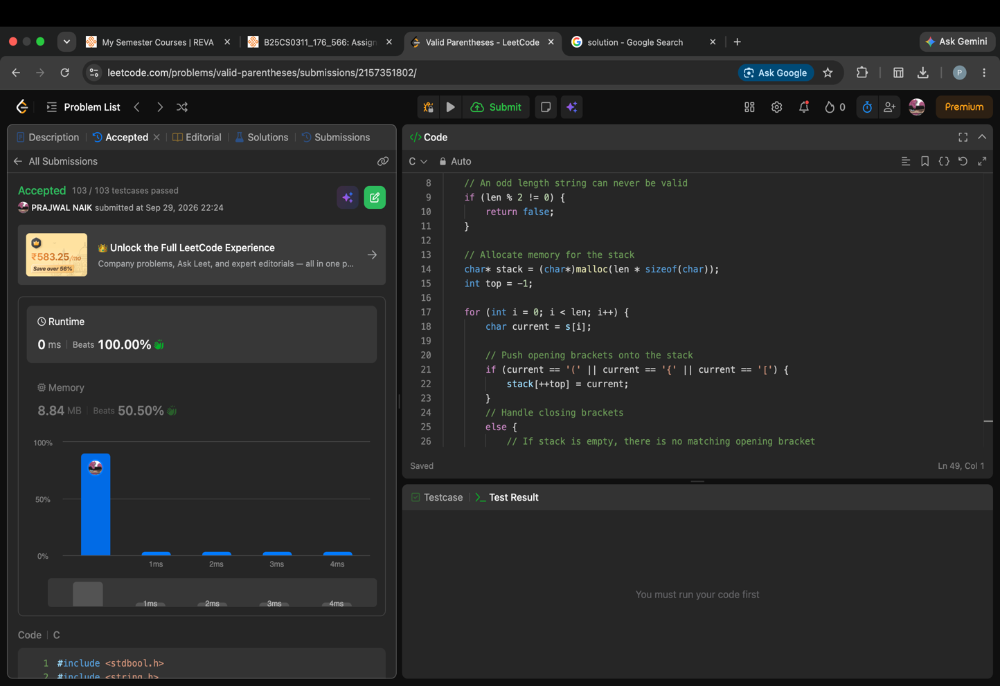 My Semester Courses | REVA
B25CS0311_176_566: Assign
Valid Parentheses - LeetCode
solution - Google Search
Ask Gemini
leetcode.com/problems/valid-parentheses/submissions/2157351802/
Ask Google
P
Problem List
Submit
0
Premium
Description
Accepted
Editorial
Solutions
Submissions
All Submissions
Accepted 103 / 103 testcases passed
PRAJWAL NAIK submitted at Sep 29, 2026 22:24
₹583.25/mo
Save over 56%
Unlock the Full LeetCode Experience
Company problems, Ask Leet, and expert editorials — all in one p...
Runtime
0 ms | Beats 100.00%
Memory
8.84 MB | Beats 50.50%
100%
50%
0%
1ms 2ms 3ms 4ms
1ms 2ms 3ms 4ms
Code | C
1 #include <stdbool.h>
2 #include <string.h>
</> Code
C Auto
8 // An odd length string can never be valid
9 if (len % 2 != 0) {
10 return false;
11 }
12
13 // Allocate memory for the stack
14 char* stack = (char*)malloc(len * sizeof(char));
15 int top = -1;
16
17 for (int i = 0; i < len; i++) {
18 char current = s[i];
19
20 // Push opening brackets onto the stack
21 if (current == '(' || current == '{' || current == '[') {
22 stack[++top] = current;
23 }
24 // Handle closing brackets
25 else {
26 // If stack is empty, there is no matching opening bracket
Saved
Ln 49, Col 1
Testcase
Test Result
You must run your code first